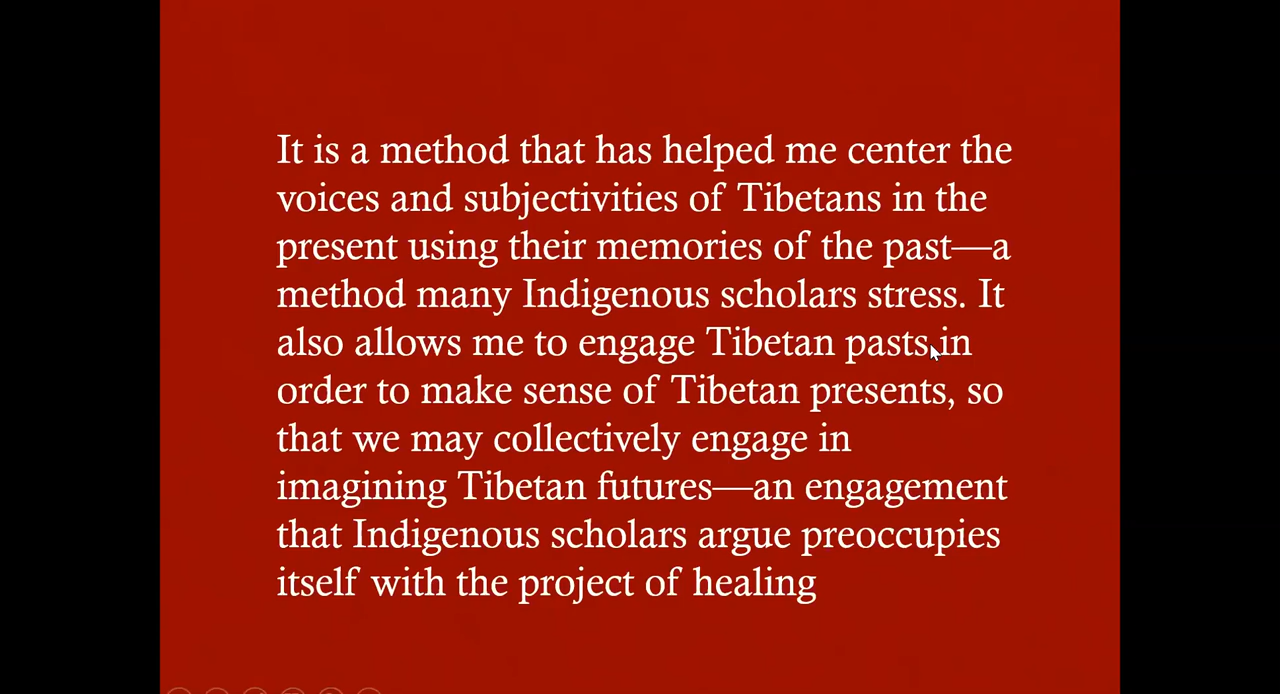 It is a method that has helped me center the
voices and subjectivities of Tibetans in the
present using their memories of the past—a
method many Indigenous scholars stress. It
also allows me to engage Tibetan pasts in
order to make sense of Tibetan presents, so
that we may collectively engage in
imagining Tibetan futures—an engagement
that Indigenous scholars argue preoccupies
itself with the project of healing